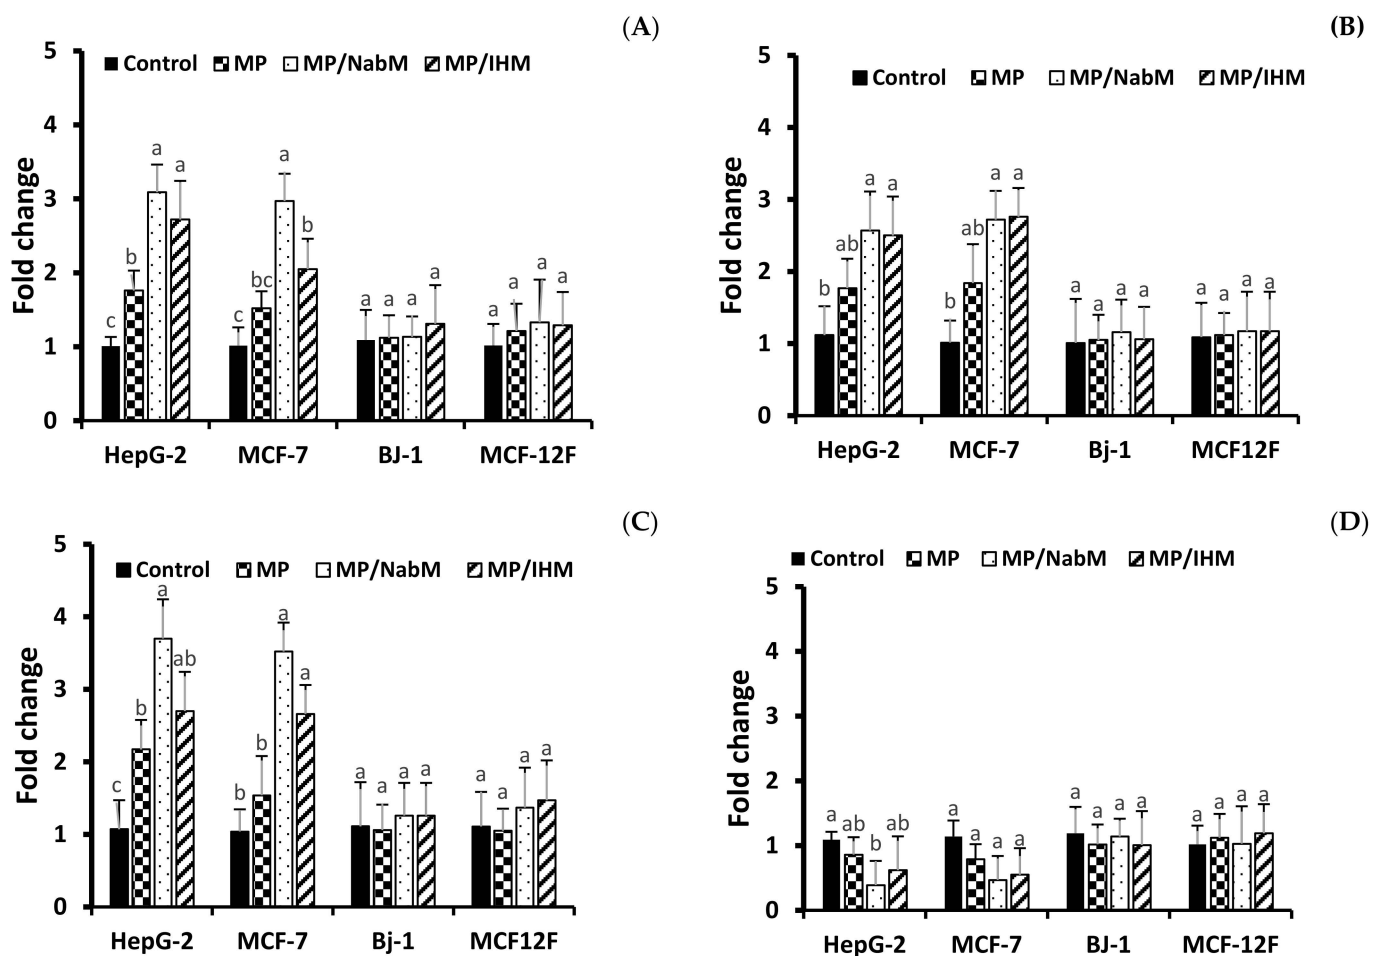 (A)
5
4
3
2
1
0
Fold change
Control MP MP/NabM MP/IHM
c b a a c bc a b a a a a a a a a
HepG-2 MCF-7 BJ-1 MCF-12F
(B)
5
4
3
2
1
0
Fold change
Control MP MP/NabM MP/IHM
b ab a a b ab a a a a a a a a a a
HepG-2 MCF-7 Bj-1 MCF12F
(C)
5
4
3
2
1
0
Fold change
Control MP MP/NabM MP/IHM
c b a ab b b a a a a a a a a a a
HepG-2 MCF-7 Bj-1 MCF12F
(D)
5
4
3
2
1
0
Fold change
Control MP MP/NabM MP/IHM
a ab b ab a a a a a a a a a a a a
HepG-2 MCF-7 BJ-1 MCF-12F